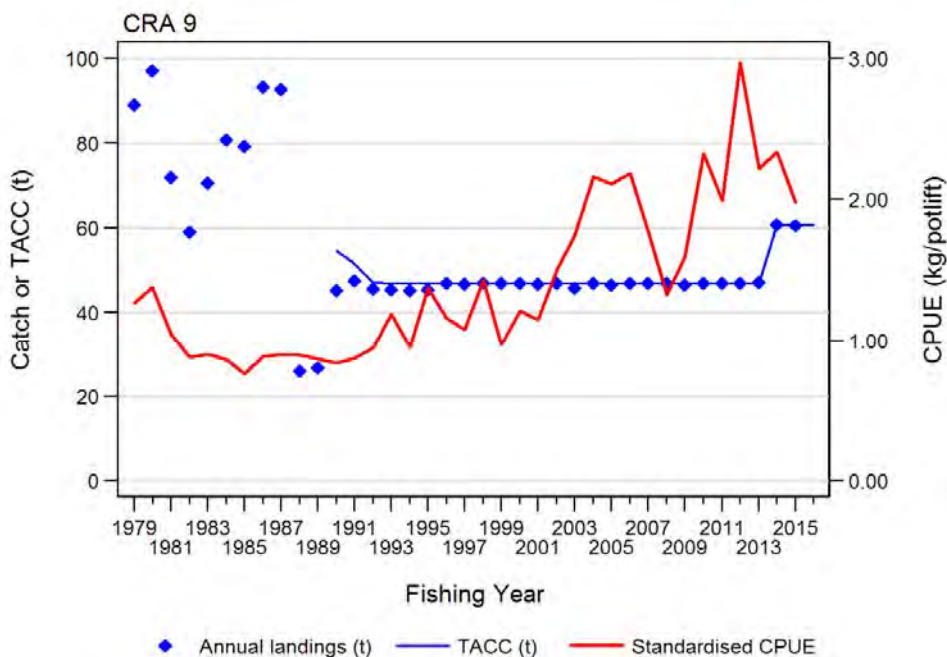 CRA 9
Catch or TACC (t)
100
80
60
40
20
0
CPUE (kg/potlift)
3.00
2.00
1.00
0.00
1979 1983 1987 1991 1995 1999 2003 2007 2011 2015
1981 1985 1989 1993 1997 2001 2005 2009 2013
Fishing Year
Annual landings (t) TACC (t) Standardised CPUE